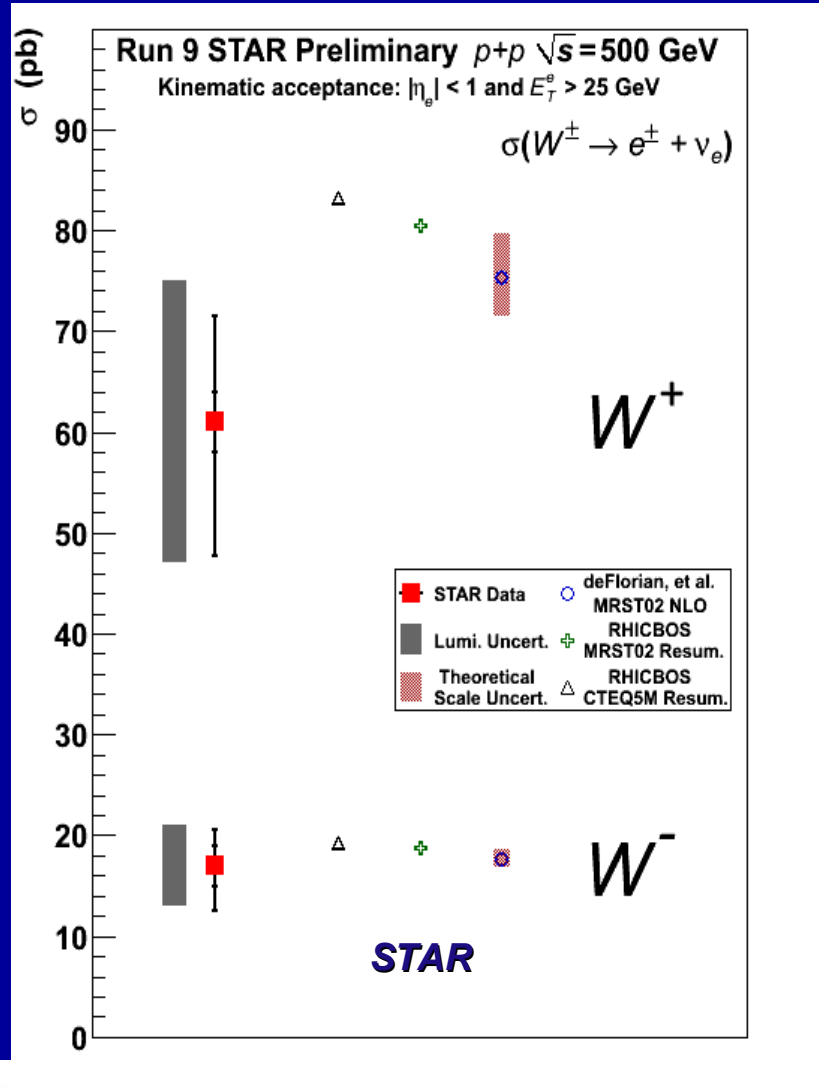 σ (pb)
Run 9 STAR Preliminary p+p √s=500 GeV
Kinematic acceptance: |ηₑ| < 1 and E_T^e > 25 GeV
σ(W^± → e^± + νₑ)
90
80
70
60
50
40
30
20
10
0
W⁺
STAR Data
deFlorian, et al.
MRST02 NLO
Lumi. Uncert.
RHICBOS
MRST02 Resum.
Theoretical
Scale Uncert.
RHICBOS
CTEQ5M Resum.
W⁻
STAR